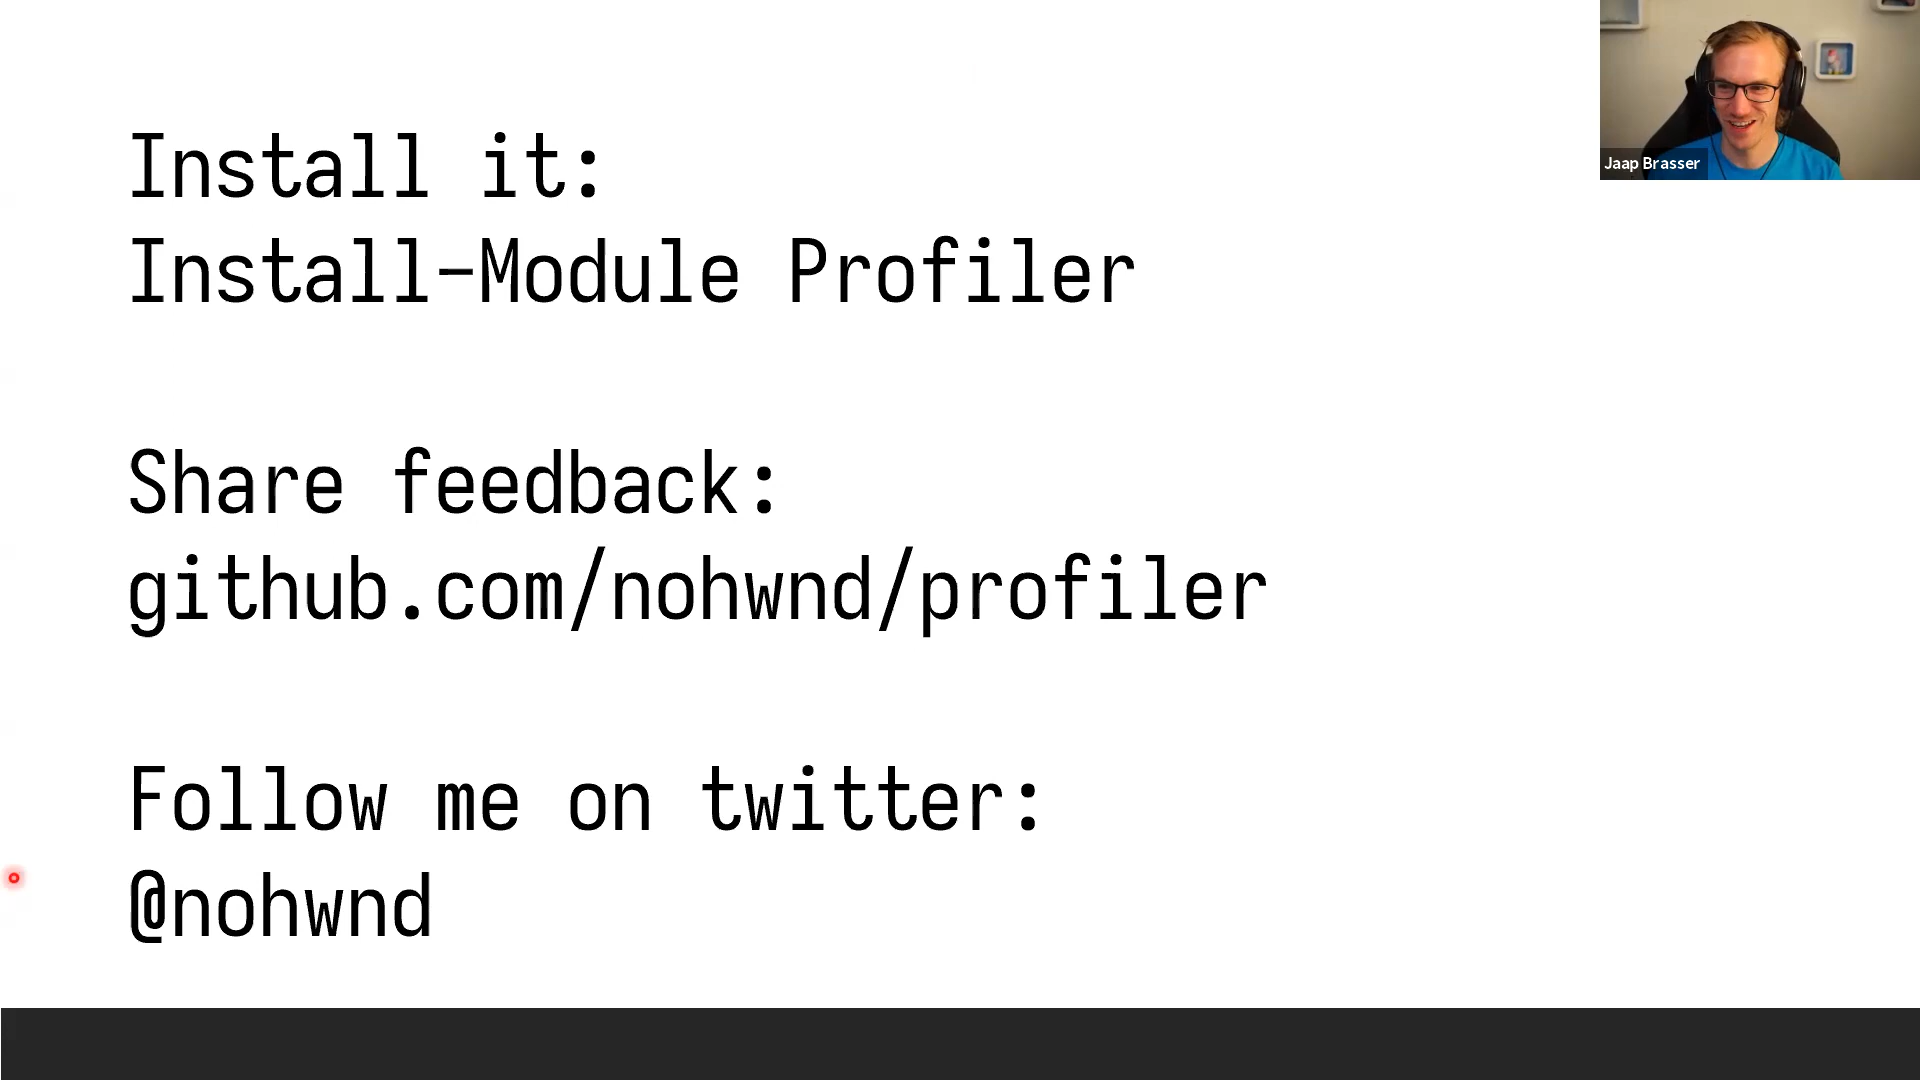 Install it:
Install-Module Profiler
Share feedback:
github.com/nohwnd/profiler
Follow me on twitter:
@nohwnd
Jaap Brasser